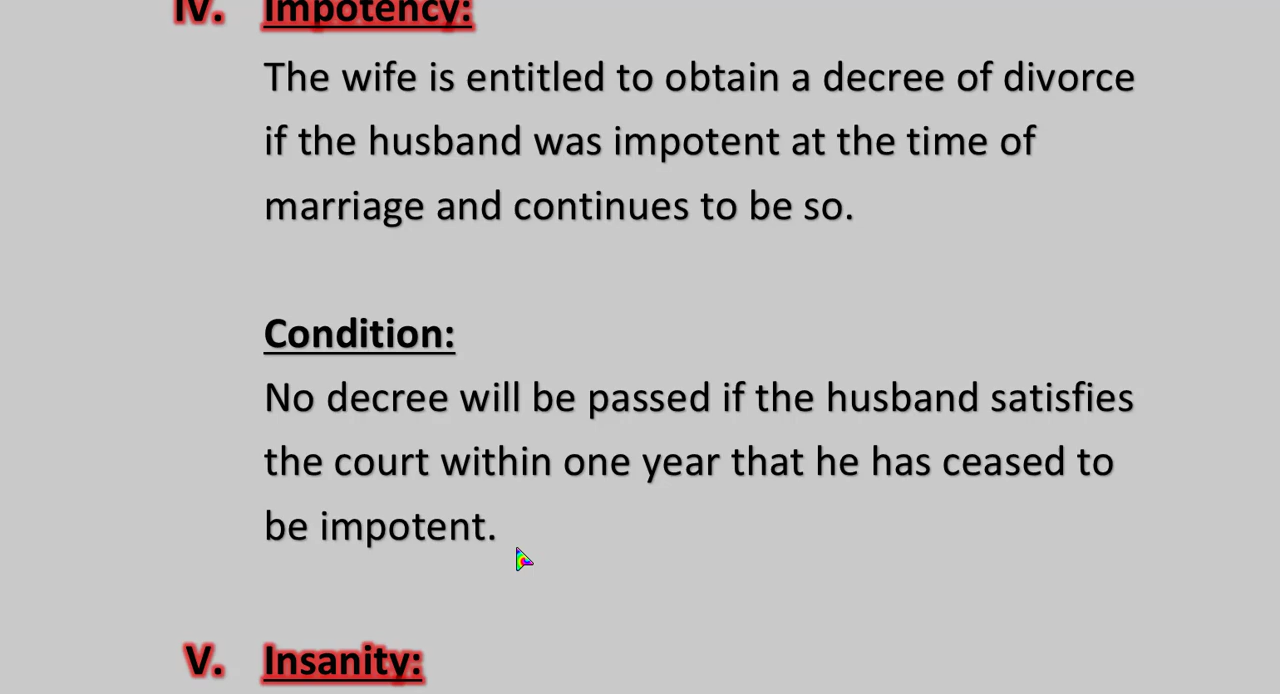 IV. Impotency:
The wife is entitled to obtain a decree of divorce
if the husband was impotent at the time of
marriage and continues to be so.
Condition:
No decree will be passed if the husband satisfies
the court within one year that he has ceased to
be impotent.
V. Insanity: